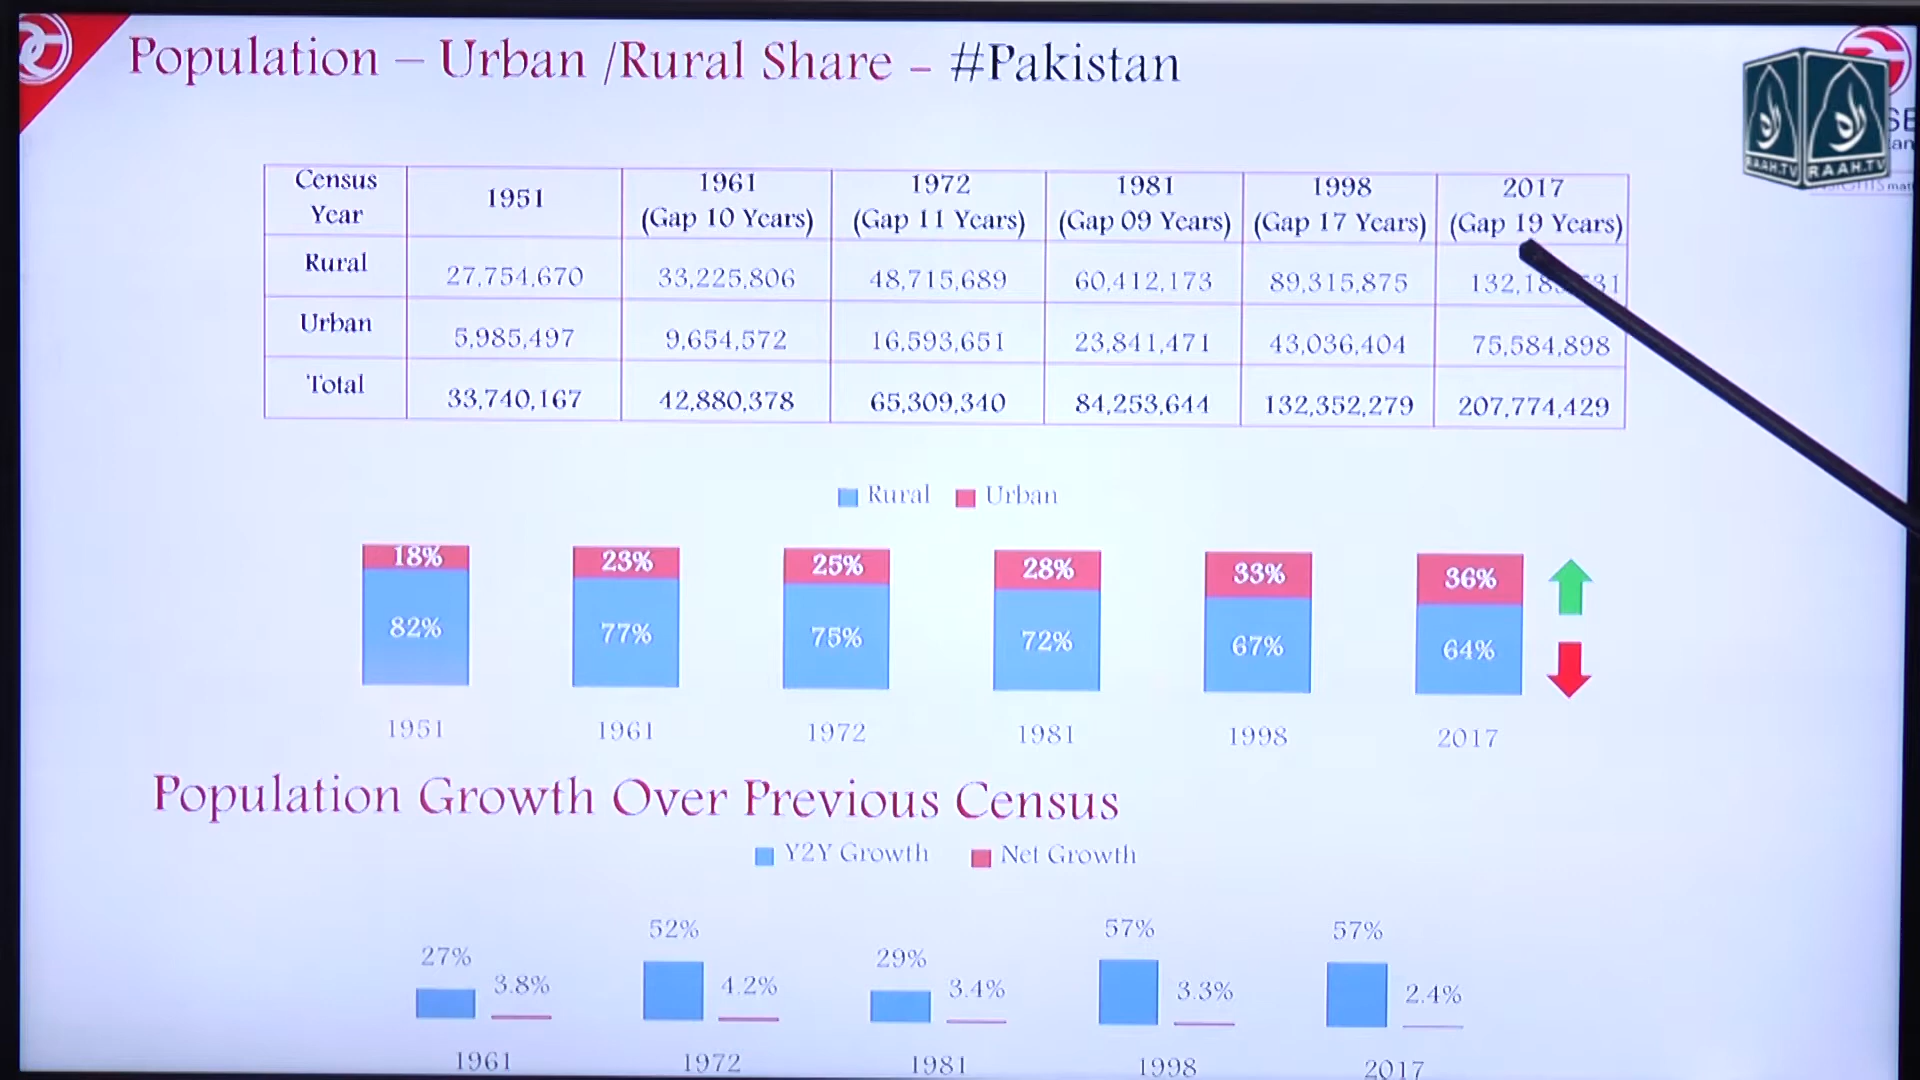 Population – Urban /Rural Share – #Pakistan
RAAH.TV RAAH.TV
Census Year 1951 1961 (Gap 10 Years) 1972 (Gap 11 Years) 1981 (Gap 09 Years) 1998 (Gap 17 Years) 2017 (Gap 19 Years)
Rural 27,754,670 33,225,806 48,715,689 60,412,173 89,315,875
Urban 5,985,497 9,654,572 16,593,651 23,841,471 43,036,404 75,584,898
Total 33,740,167 42,880,378 65,309,340 84,253,644 132,352,279 207,774,429
Rural Urban
18% 23% 25% 28% 33% 36%
82% 77% 75% 72% 67% 64%
1951 1961 1972 1981 1998 2017
Population Growth Over Previous Census
Y2Y Growth Net Growth
27% 3.8% 52% 4.2% 29% 3.4% 57% 3.3% 57% 2.4%
1961 1972 1981 1998 2017